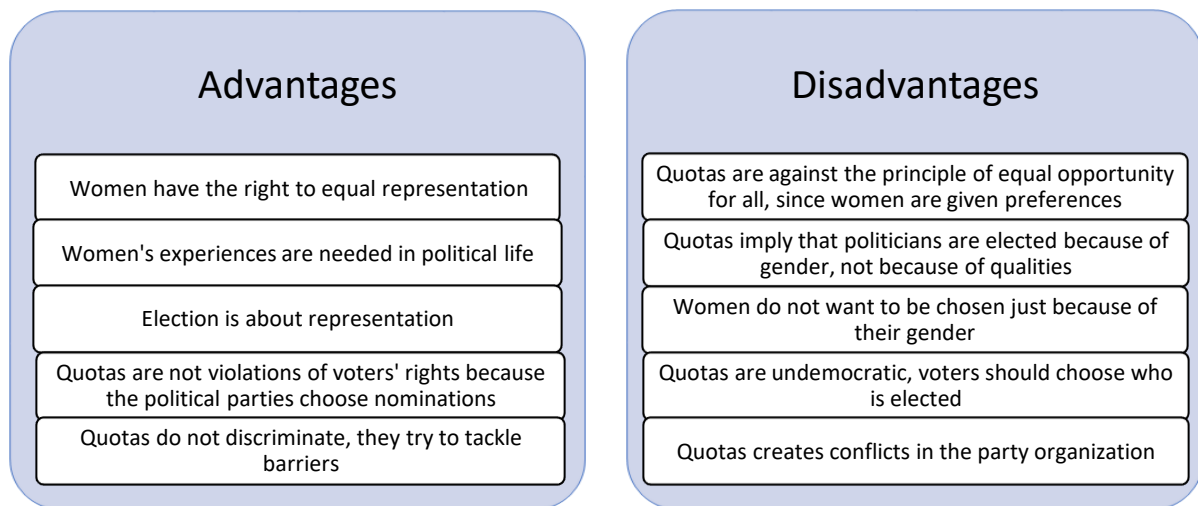 Advantages
Women have the right to equal representation
Women's experiences are needed in political life
Election is about representation
Quotas are not violations of voters' rights because
the political parties choose nominations
Quotas do not discriminate, they try to tackle
barriers
Disadvantages
Quotas are against the principle of equal opportunity
for all, since women are given preferences
Quotas imply that politicians are elected because of
gender, not because of qualities
Women do not want to be chosen just because of
their gender
Quotas are undemocratic, voters should choose who
is elected
Quotas creates conflicts in the party organization